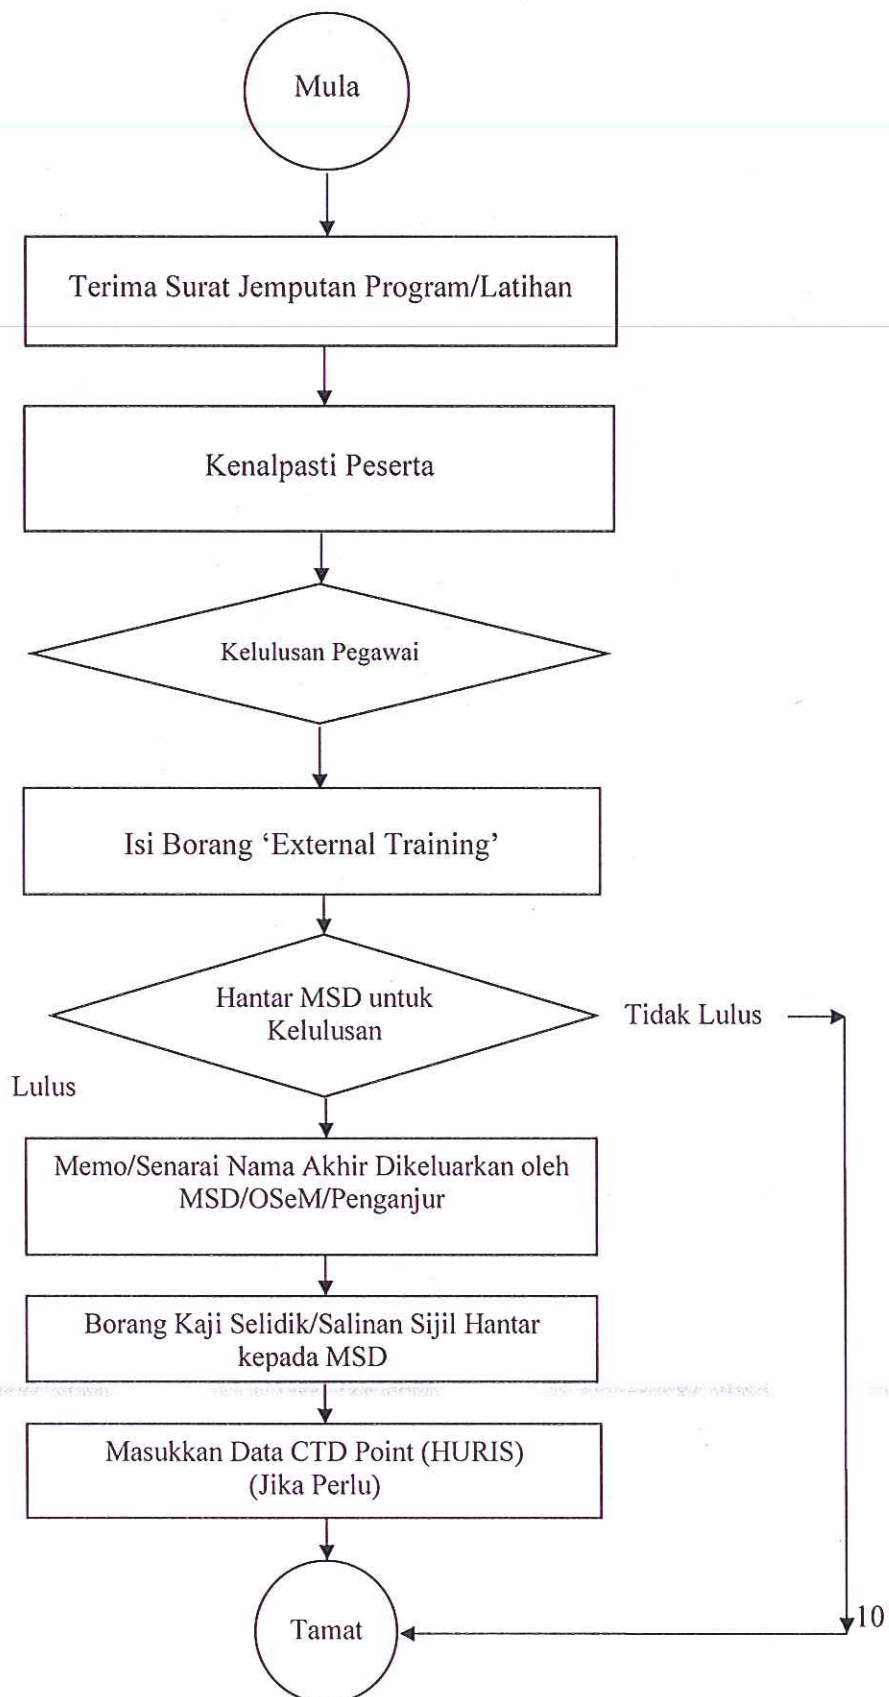 Mula
Terima Surat Jemputan Program/Latihan
Kenalpasti Peserta
Kelulusan Pegawai
Isi Borang ‘External Training’
Hantar MSD untuk
Kelulusan
Tidak Lulus
Lulus
Memo/Senarai Nama Akhir Dikeluarkan oleh
MSD/OSeM/Penganjur
Borang Kaji Selidik/Salinan Sijil Hantar
kepada MSD
Masukkan Data CTD Point (HURIS)
(Jika Perlu)
Tamat
10